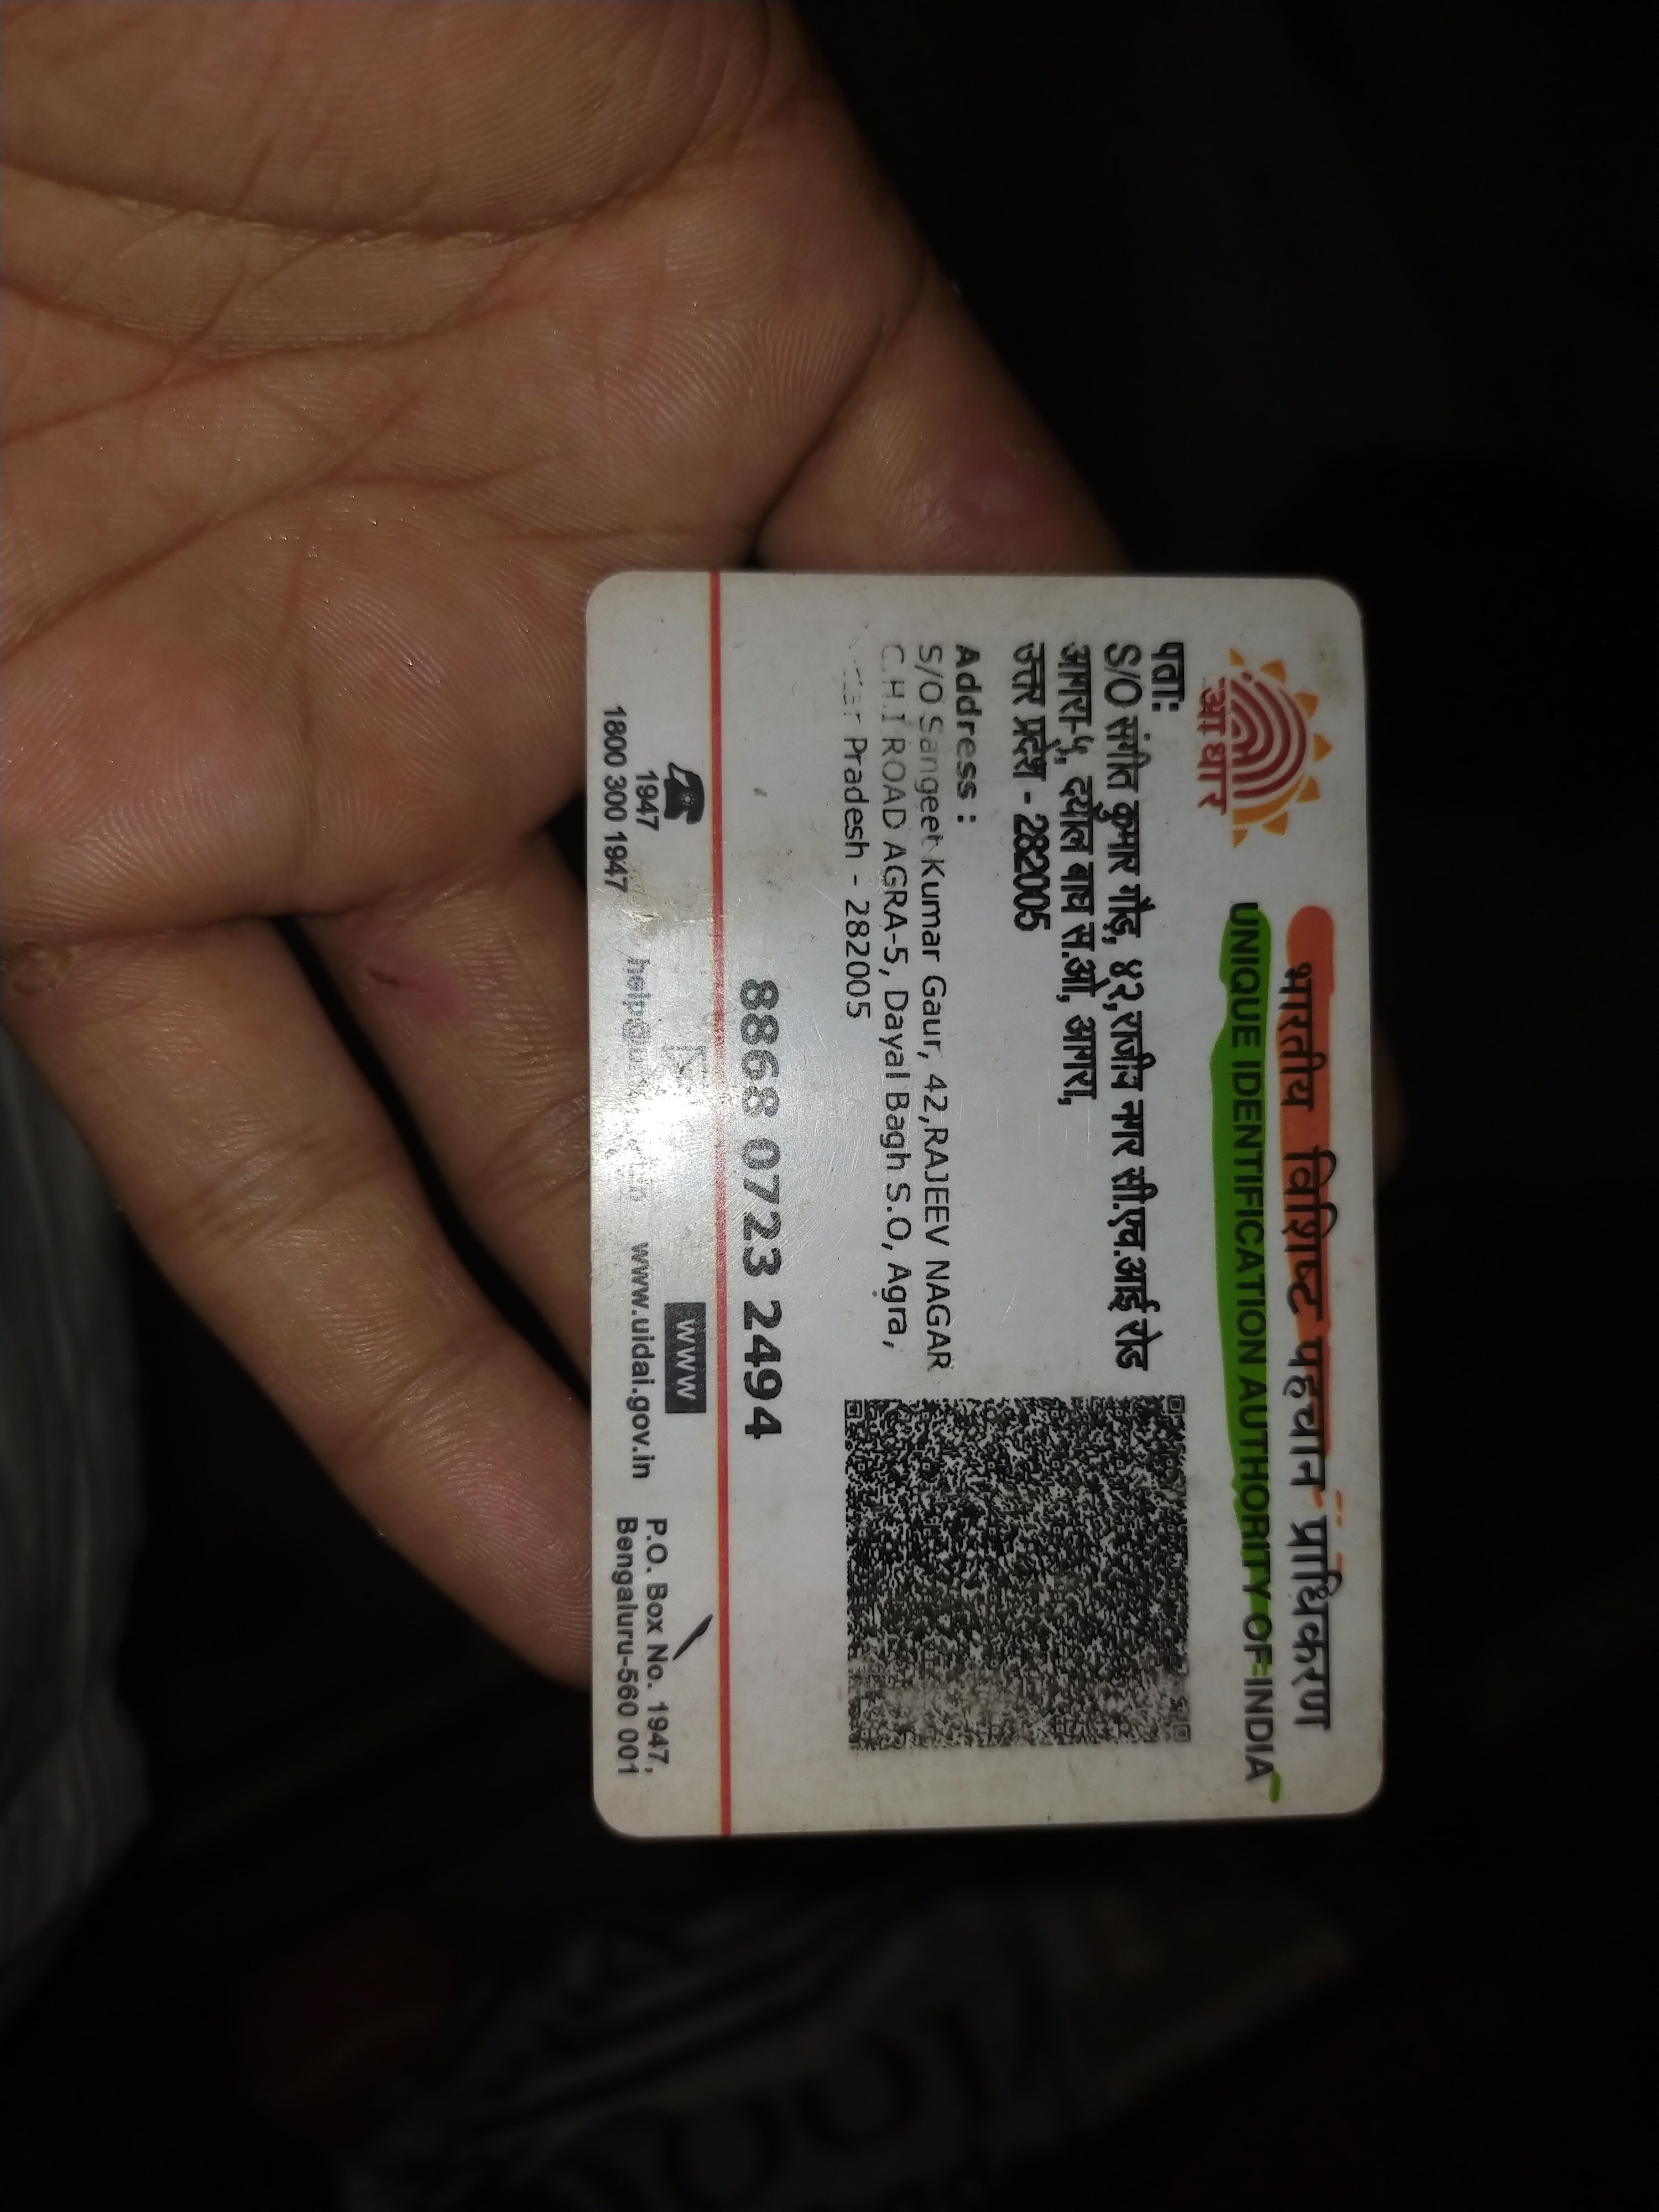 भारतीय विशिष्ट पहचान प्राधिकरण
UNIQUE IDENTIFICATION AUTHORITY OF INDIA
आधार
पता:
S/O संगीत कुमार गौड़, ४२,राजीव नगर सी.एच.आई रोड
आगरा-५, दयाल बाघ स.ओ, आगरा,
उत्तर प्रदेश - 282005
Address :
S/O Sangeet Kumar Gaur, 42,RAJEEV NAGAR
C.H.I ROAD AGRA-5, Dayal Bagh S.O, Agra,
Pradesh - 282005
8868 0723 2494
1947
1800 300 1947
WWW
www.uidai.gov.in
P.O. Box No. 1947,
Bengaluru-560 001